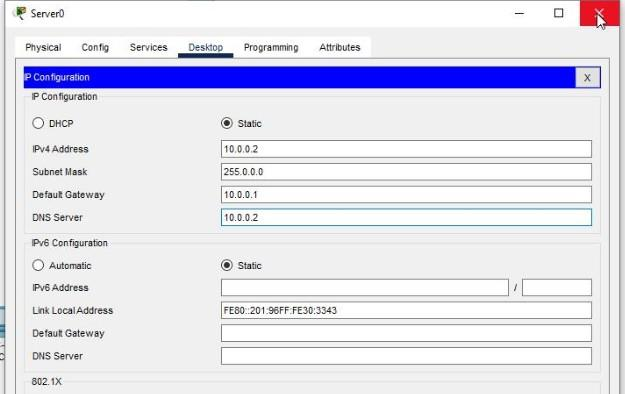 Server0
Physical Config Services Desktop Programming Attributes
IP Configuration X
IP Configuration
DHCP Static
IPv4 Address 10.0.0.2
Subnet Mask 255.0.0.0
Default Gateway 10.0.0.1
DNS Server 10.0.0.2
IPv6 Configuration
Automatic Static
IPv6 Address /
Link Local Address FE80::201:96FF:FE30:3343
Default Gateway
DNS Server
802.1X